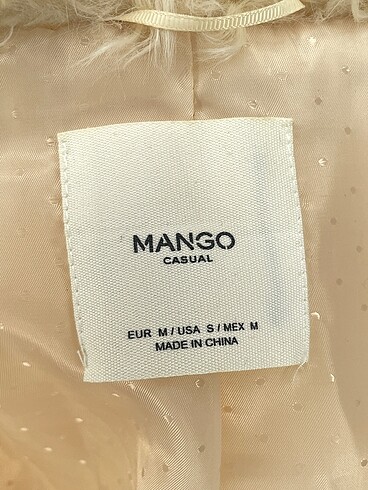 MANGO
CASUAL
EUR M / USA S / MEX M
MADE IN CHINA